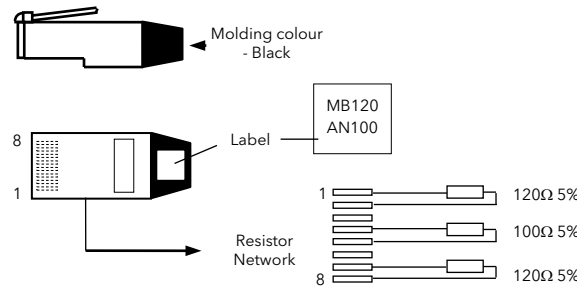 Molding colour
- Black
MB120
AN100
8
Label
1
1
120Ω 5%
100Ω 5%
Resistor
Network
8
120Ω 5%